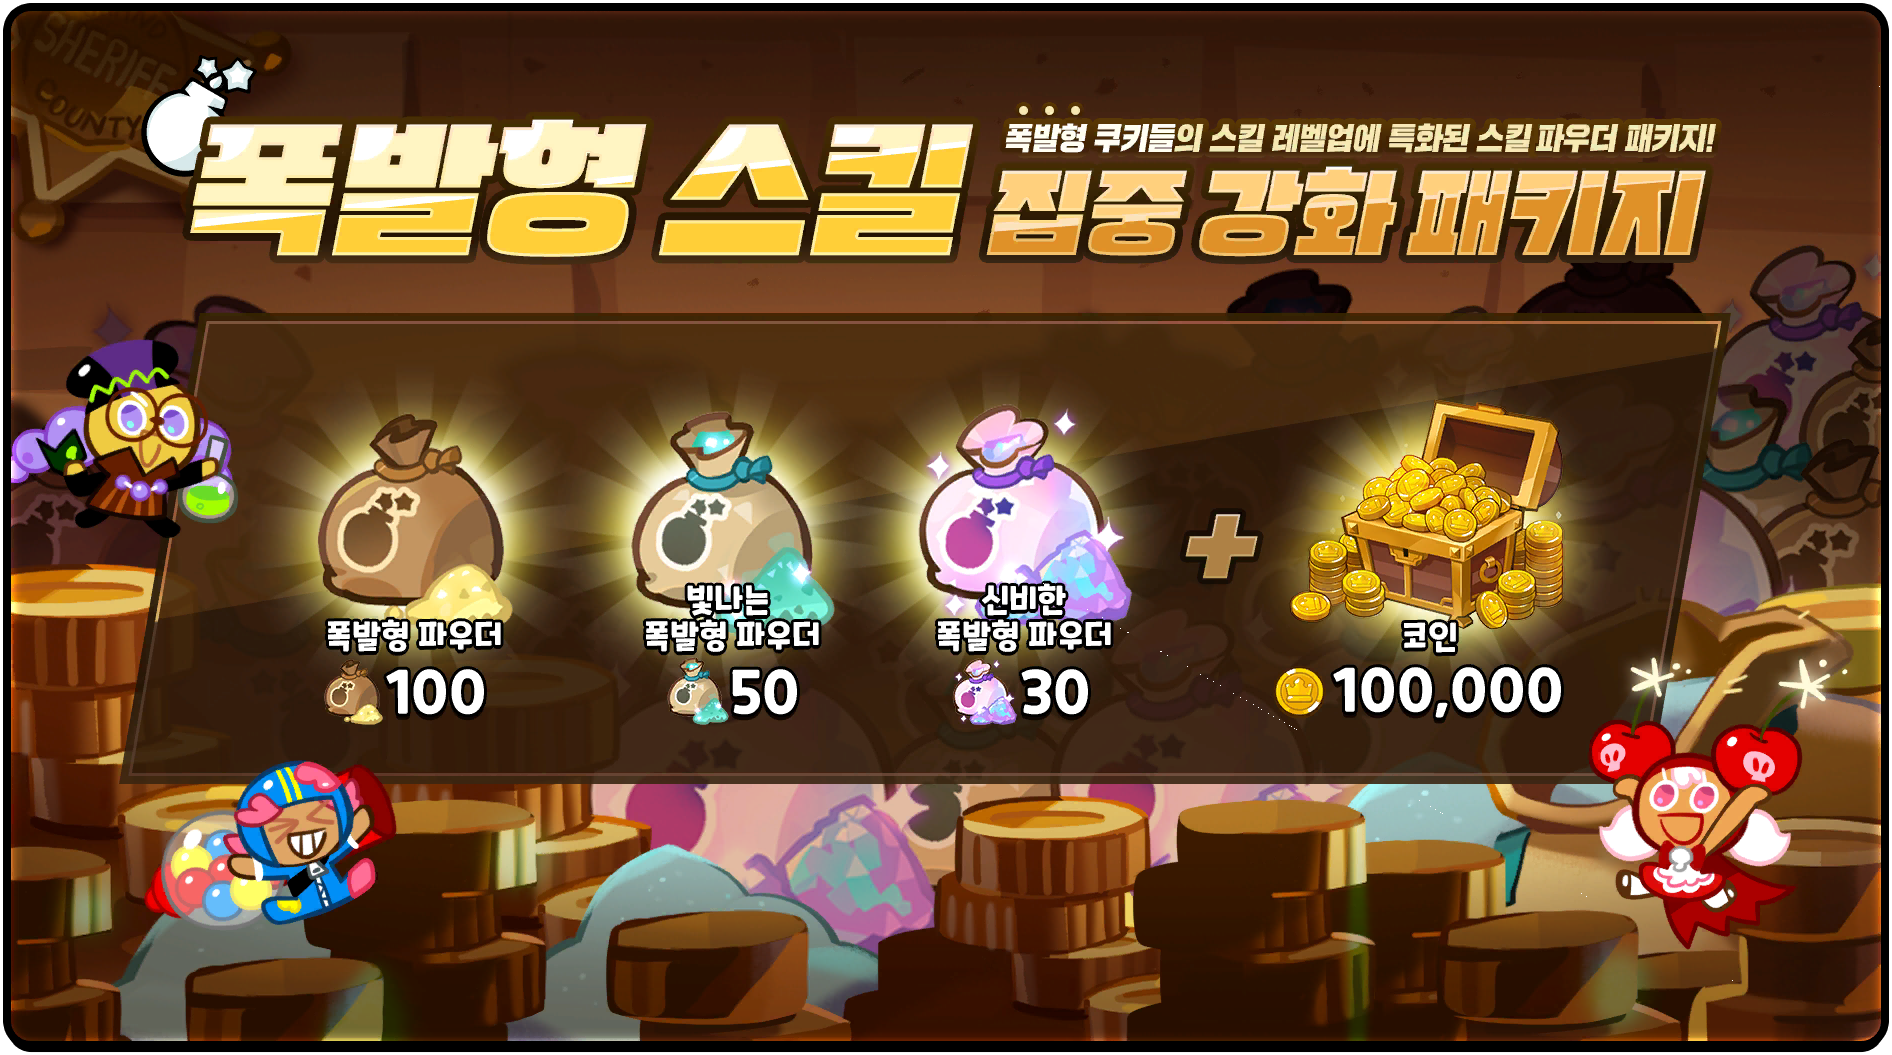 SHERIFF
COUNTY
폭발형 쿠키들의 스킬 레벨업에 특화된 스킬 파우더 패키지!
폭발형 스킬 집중 강화 패키지
폭발형 파우더
100
빛나는
폭발형 파우더
50
신비한
폭발형 파우더
30
코인
100,000